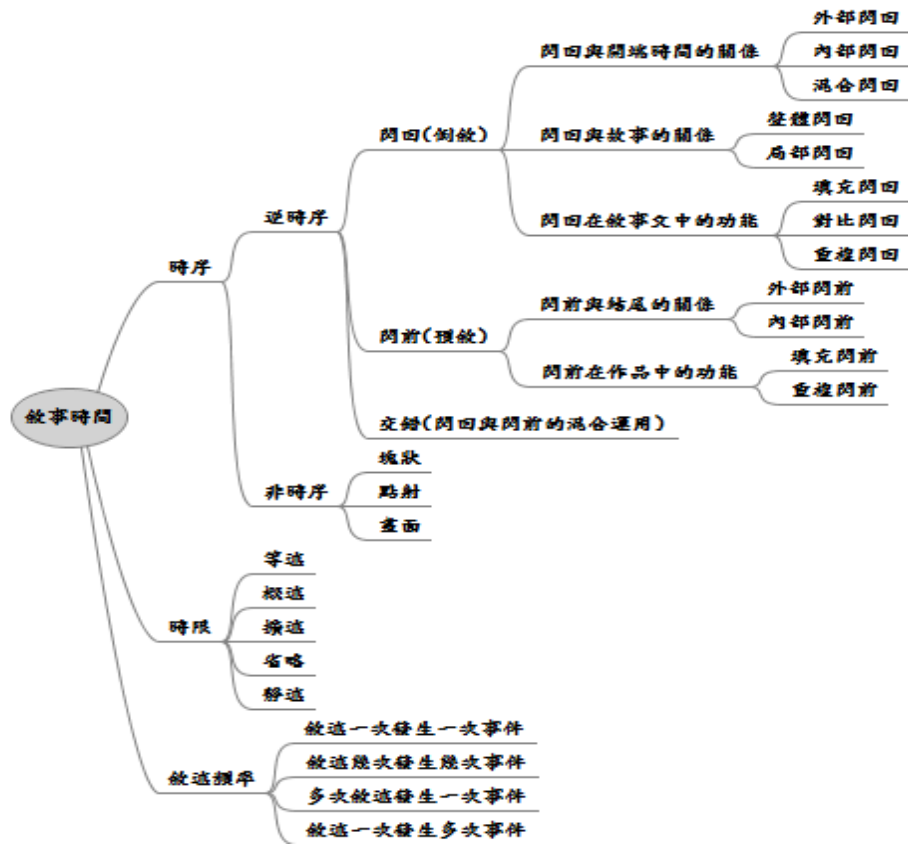 敘事時間
時序
逆時序
閃回(倒敘)
閃回與開端時間的關係
外部閃回
內部閃回
混合閃回
閃回與故事的關係
整體閃回
局部閃回
閃回在敘事文中的功能
填充閃回
對比閃回
重複閃回
閃前(預敘)
閃前與結尾的關係
外部閃前
內部閃前
閃前在作品中的功能
填充閃前
重複閃前
交錯(閃回與閃前的混合運用)
非時序
塊狀
點射
畫面
時限
等述
概述
擴述
省略
靜述
敘述頻率
敘述一次發生一次事件
敘述幾次發生幾次事件
多次敘述發生一次事件
敘述一次發生多次事件